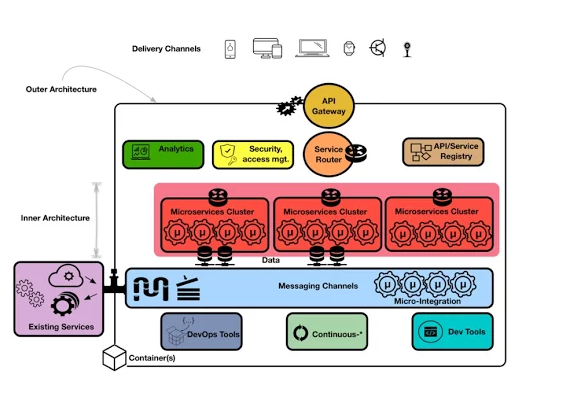 Delivery Channels
Outer Architecture
API
Gateway
Analytics
Security,
access mgt.
Service
Router
API/Service
Registry
Inner Architecture
Microservices Cluster
Microservices Cluster
Microservices Cluster
µ µ µ µ
µ µ µ µ
µ µ µ µ
Data
Messaging Channels
µ µ µ µ
Micro-Integration
Existing Services
DevOps Tools
Continuous-*
Dev Tools
Container(s)